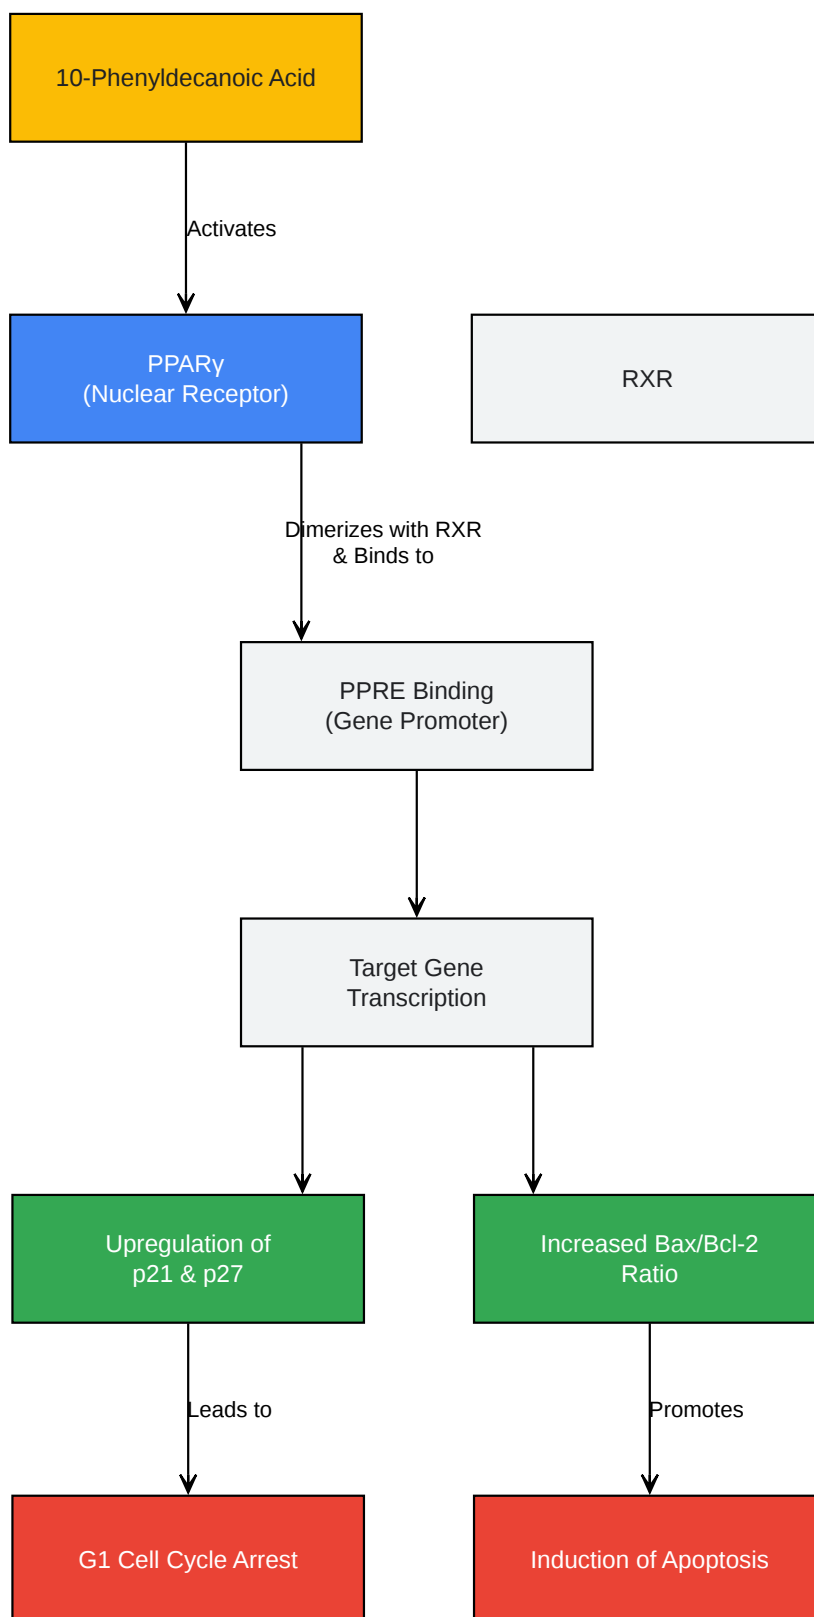 10-Phenyldecanoic Acid
Activates
PPARγ
(Nuclear Receptor)
RXR
Dimerizes with RXR
& Binds to
PPRE Binding
(Gene Promoter)
Target Gene
Transcription
Upregulation of
p21 & p27
Increased Bax/Bcl-2
Ratio
Leads to
Promotes
G1 Cell Cycle Arrest
Induction of Apoptosis